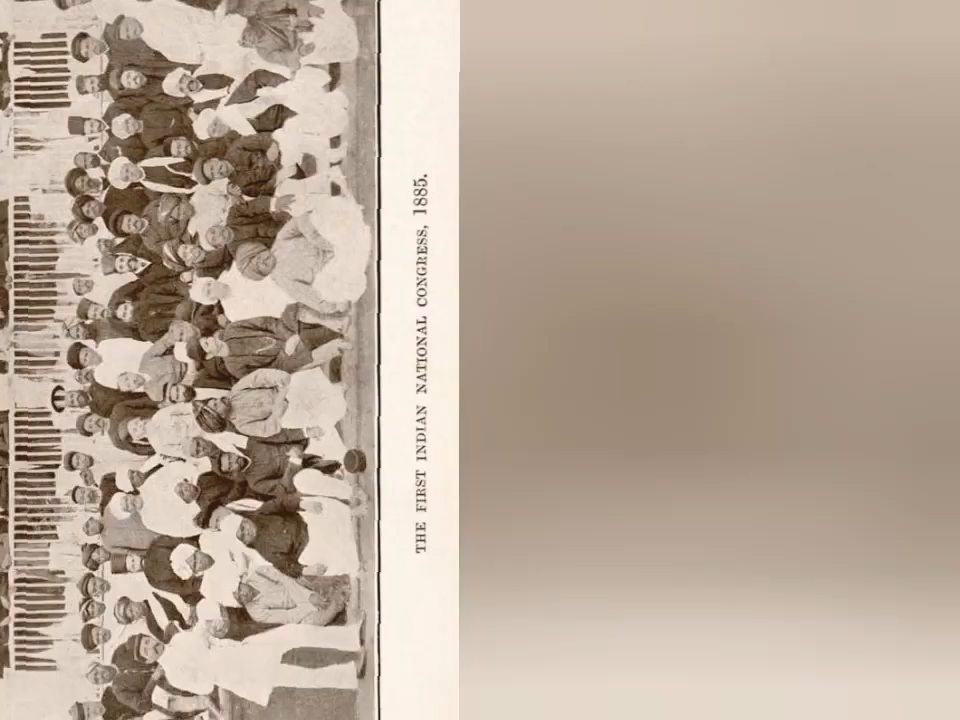 THE FIRST INDIAN NATIONAL CONGRESS, 1885.